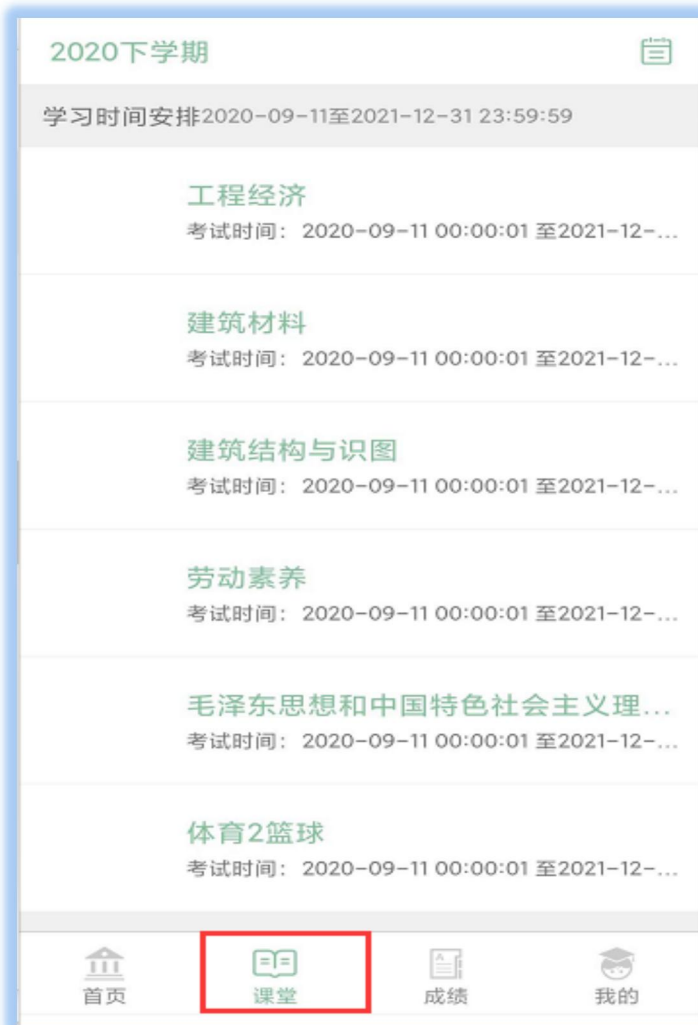 2020下学期
学习时间安排2020-09-11至2021-12-31 23:59:59
工程经济
考试时间：2020-09-11 00:00:01 至2021-12-...
建筑材料
考试时间：2020-09-11 00:00:01 至2021-12-...
建筑结构与识图
考试时间：2020-09-11 00:00:01 至2021-12-...
劳动素养
考试时间：2020-09-11 00:00:01 至2021-12-...
毛泽东思想和中国特色社会主义理...
考试时间：2020-09-11 00:00:01 至2021-12-...
体育2篮球
考试时间：2020-09-11 00:00:01 至2021-12-...
首页 课堂 成绩 我的